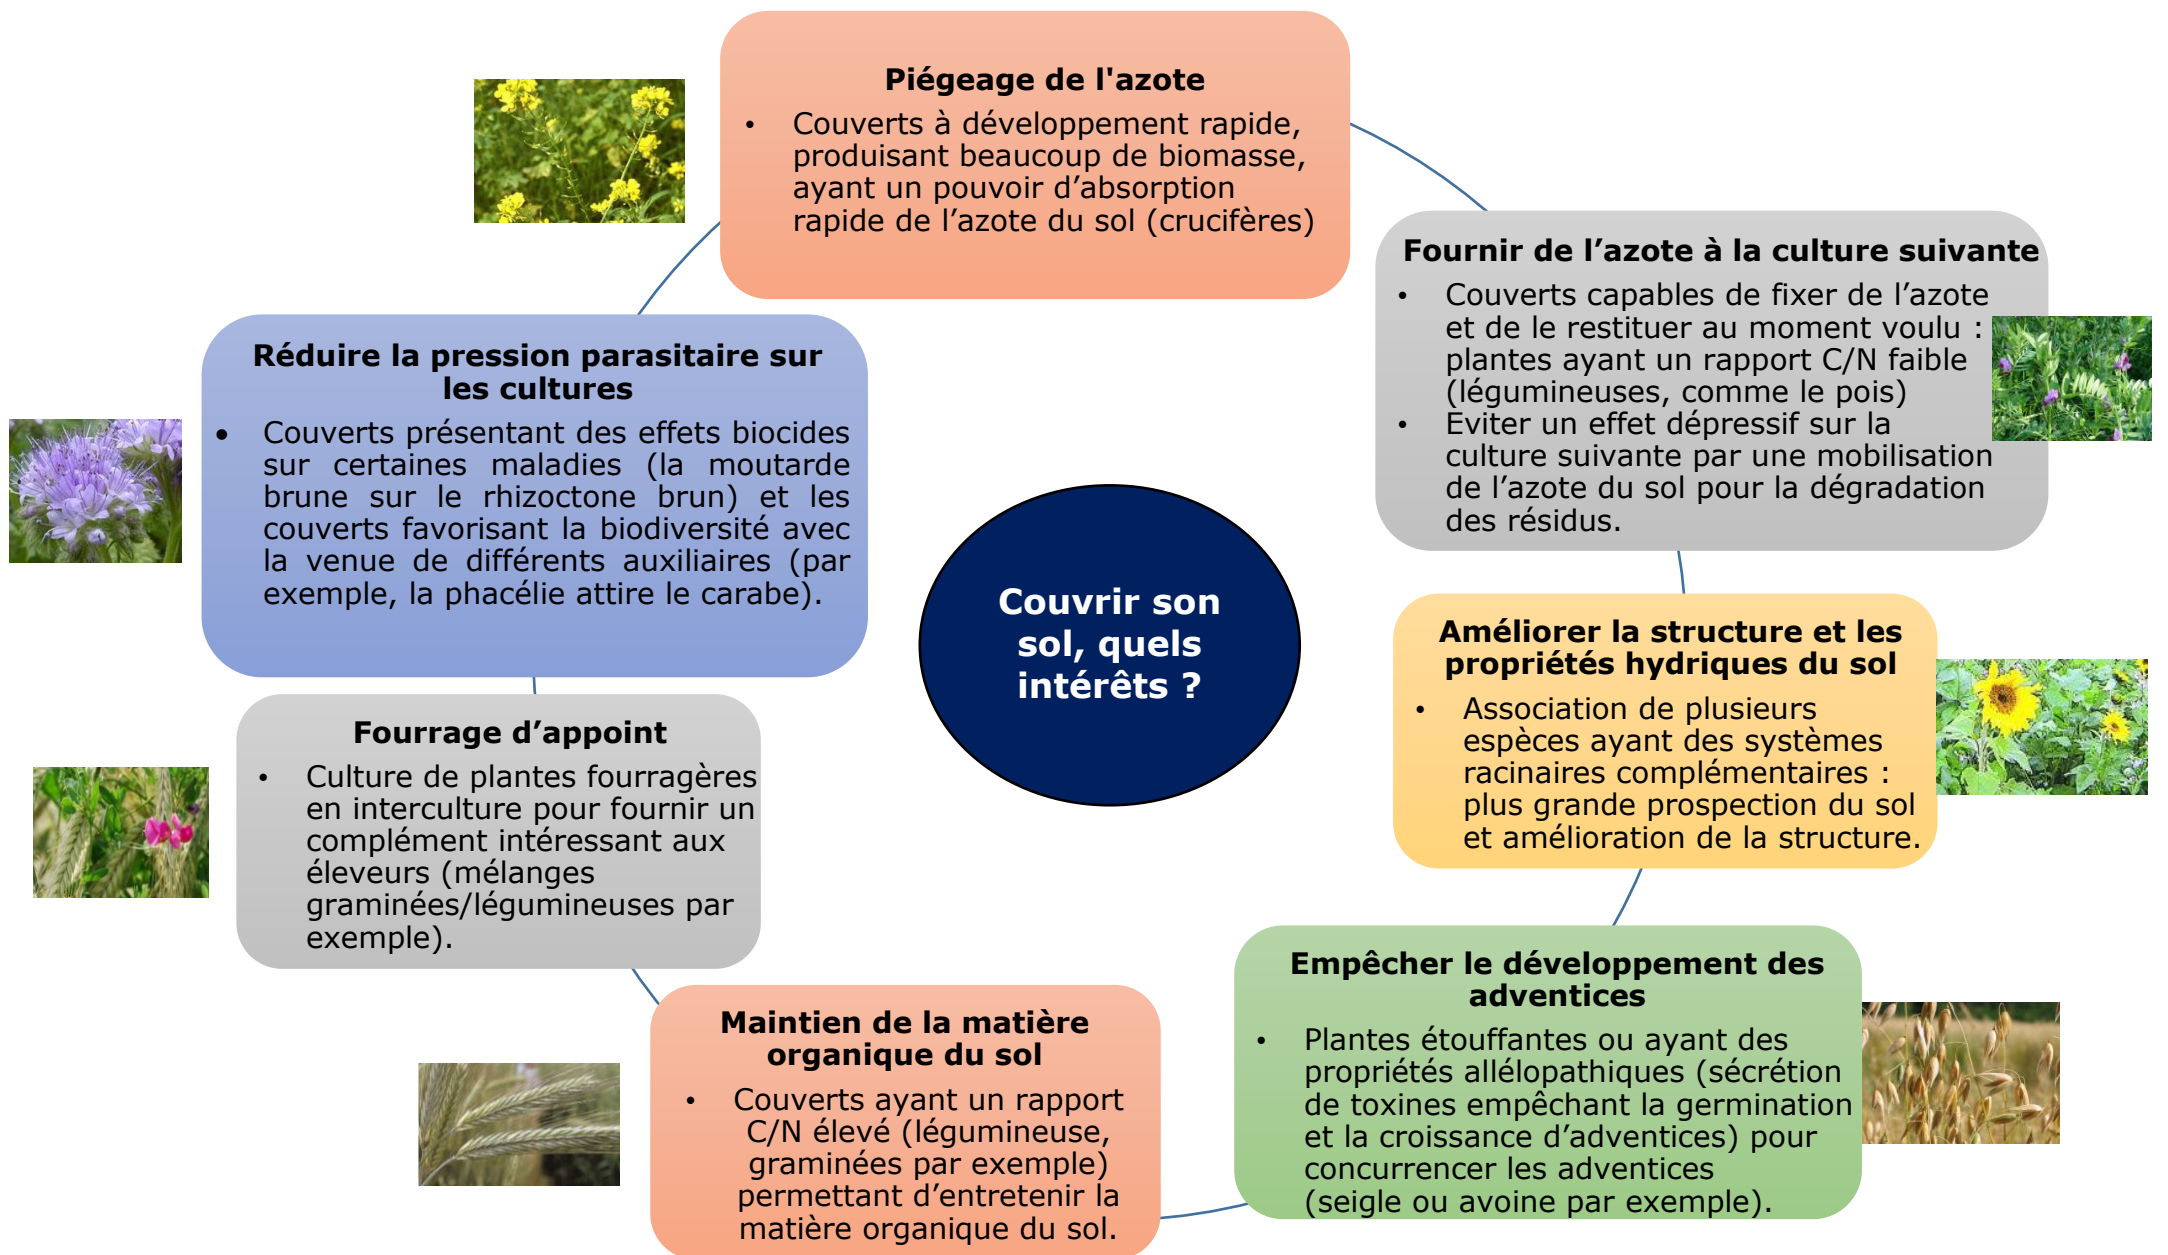 Piégeage de l'azote
• Couverts à développement rapide,
produisant beaucoup de biomasse,
ayant un pouvoir d’absorption
rapide de l’azote du sol (crucifères)
Fournir de l’azote à la culture suivante
• Couverts capables de fixer de l’azote
et de le restituer au moment voulu :
plantes ayant un rapport C/N faible
(légumineuses, comme le pois)
• Eviter un effet dépressif sur la
culture suivante par une mobilisation
de l’azote du sol pour la dégradation
des résidus.
Améliorer la structure et les
propriétés hydriques du sol
• Association de plusieurs
espèces ayant des systèmes
racinaires complémentaires :
plus grande prospection du sol
et amélioration de la structure.
Empêcher le développement des
adventices
• Plantes étouffantes ou ayant des
propriétés allélopathiques (sécrétion
de toxines empêchant la germination
et la croissance d’adventices) pour
concurrencer les adventices
(seigle ou avoine par exemple).
Maintien de la matière
organique du sol
• Couverts ayant un rapport
C/N élevé (légumineuse,
graminées par exemple)
permettant d’entretenir la
matière organique du sol.
Fourrage d’appoint
• Culture de plantes fourragères
en interculture pour fournir un
complément intéressant aux
éleveurs (mélanges
graminées/légumineuses par
exemple).
Réduire la pression parasitaire sur
les cultures
• Couverts présentant des effets biocides
sur certaines maladies (la moutarde
brune sur le rhizoctone brun) et les
couverts favorisant la biodiversité avec
la venue de différents auxiliaires (par
exemple, la phacélie attire le carabe).
Couvrir son
sol, quels
intérêts ?